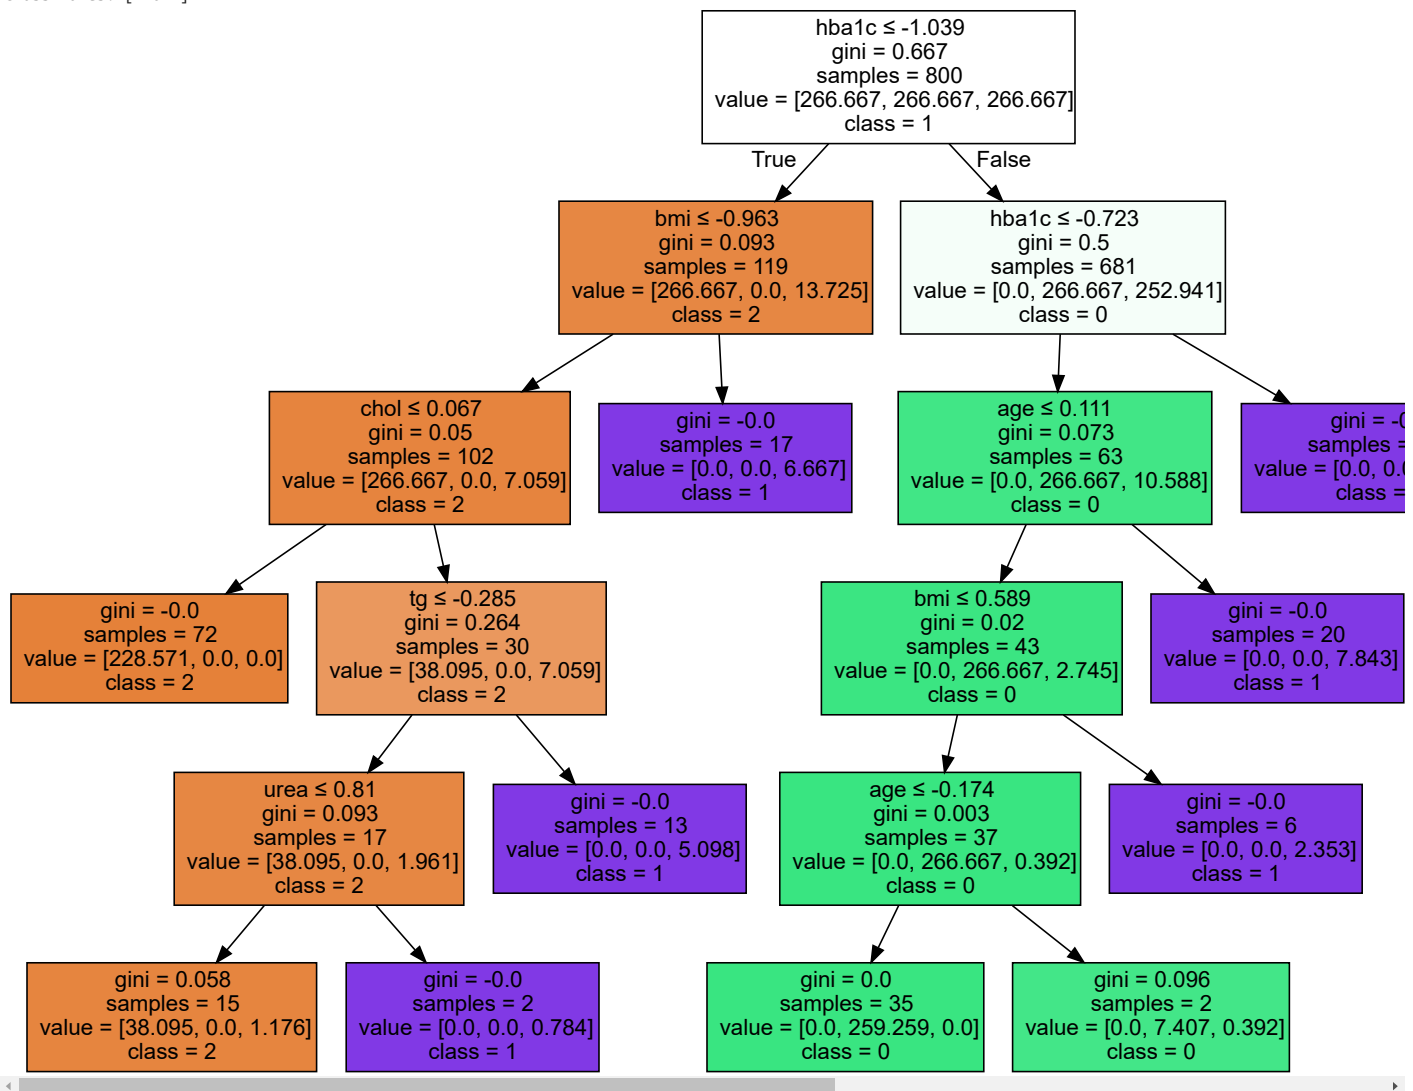 hba1c ≤ -1.039
gini = 0.667
samples = 800
value = [266.667, 266.667, 266.667]
class = 1
True
False
bmi ≤ -0.963
gini = 0.093
samples = 119
value = [266.667, 0.0, 13.725]
class = 2
hba1c ≤ -0.723
gini = 0.5
samples = 681
value = [0.0, 266.667, 252.941]
class = 0
chol ≤ 0.067
gini = 0.05
samples = 102
value = [266.667, 0.0, 7.059]
class = 2
gini = -0.0
samples = 17
value = [0.0, 0.0, 6.667]
class = 1
age ≤ 0.111
gini = 0.073
samples = 63
value = [0.0, 266.667, 10.588]
class = 0
gini =
samples =
value = [0.0,
class =
gini = -0.0
samples = 72
value = [228.571, 0.0, 0.0]
class = 2
tg ≤ -0.285
gini = 0.264
samples = 30
value = [38.095, 0.0, 7.059]
class = 2
bmi ≤ 0.589
gini = 0.02
samples = 43
value = [0.0, 266.667, 2.745]
class = 0
gini = -0.0
samples = 20
value = [0.0, 0.0, 7.843]
class = 1
urea ≤ 0.81
gini = 0.093
samples = 17
value = [38.095, 0.0, 1.961]
class = 2
gini = -0.0
samples = 13
value = [0.0, 0.0, 5.098]
class = 1
age ≤ -0.174
gini = 0.003
samples = 37
value = [0.0, 266.667, 0.392]
class = 0
gini = -0.0
samples = 6
value = [0.0, 0.0, 2.353]
class = 1
gini = 0.058
samples = 15
value = [38.095, 0.0, 1.176]
class = 2
gini = -0.0
samples = 2
value = [0.0, 0.0, 0.784]
class = 1
gini = 0.0
samples = 35
value = [0.0, 259.259, 0.0]
class = 0
gini = 0.096
samples = 2
value = [0.0, 7.407, 0.392]
class = 0